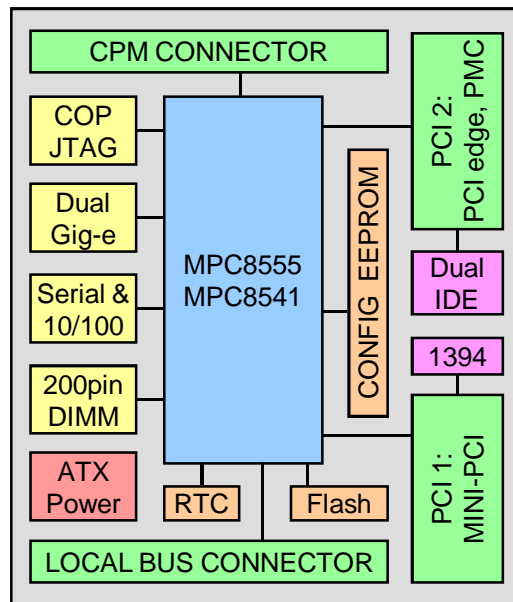 CPM CONNECTOR
COP
JTAG
Dual
Gig-e
Serial &
10/100
200pin
DIMM
ATX
Power
MPC8555
MPC8541
CONFIG EEPROM
PCI 2:
PCI edge, PMC
Dual
IDE
1394
PCI 1:
MINI-PCI
RTC
Flash
LOCAL BUS CONNECTOR